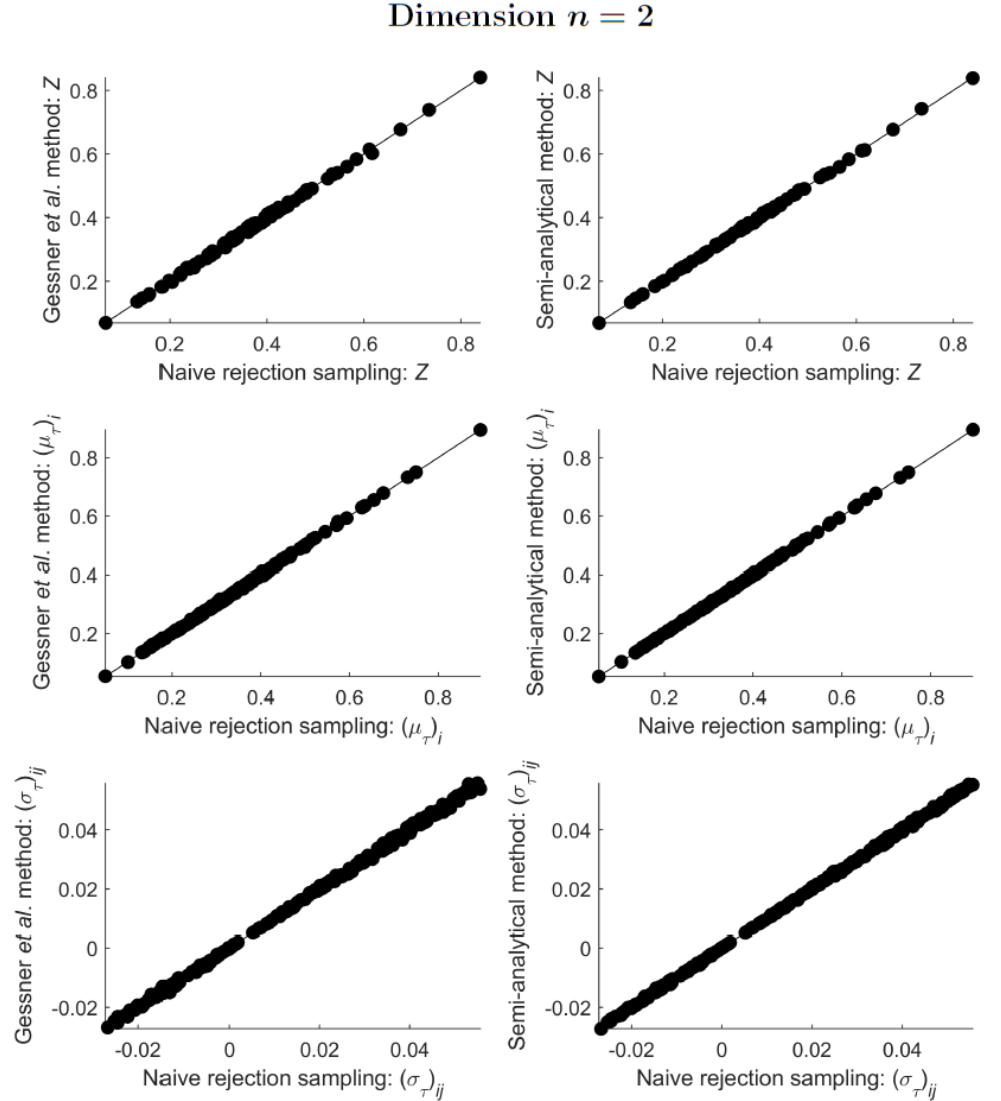 Dimension n = 2
Gessner et al. method: Z
0.8
0.6
0.4
0.2
0.2 0.4 0.6 0.8
Naive rejection sampling: Z
Semi-analytical method: Z
0.8
0.6
0.4
0.2
0.2 0.4 0.6 0.8
Naive rejection sampling: Z
Gessner et al. method: (μτ)i
0.8
0.6
0.4
0.2
0.2 0.4 0.6 0.8
Naive rejection sampling: (μτ)i
Semi-analytical method: (μτ)i
0.8
0.6
0.4
0.2
0.2 0.4 0.6 0.8
Naive rejection sampling: (μτ)i
Gessner et al. method: (στ)ij
0.04
0.02
0
-0.02
-0.02 0 0.02 0.04
Naive rejection sampling: (στ)ij
Semi-analytical method: (στ)ij
0.04
0.02
0
-0.02
-0.02 0 0.02 0.04
Naive rejection sampling: (στ)ij